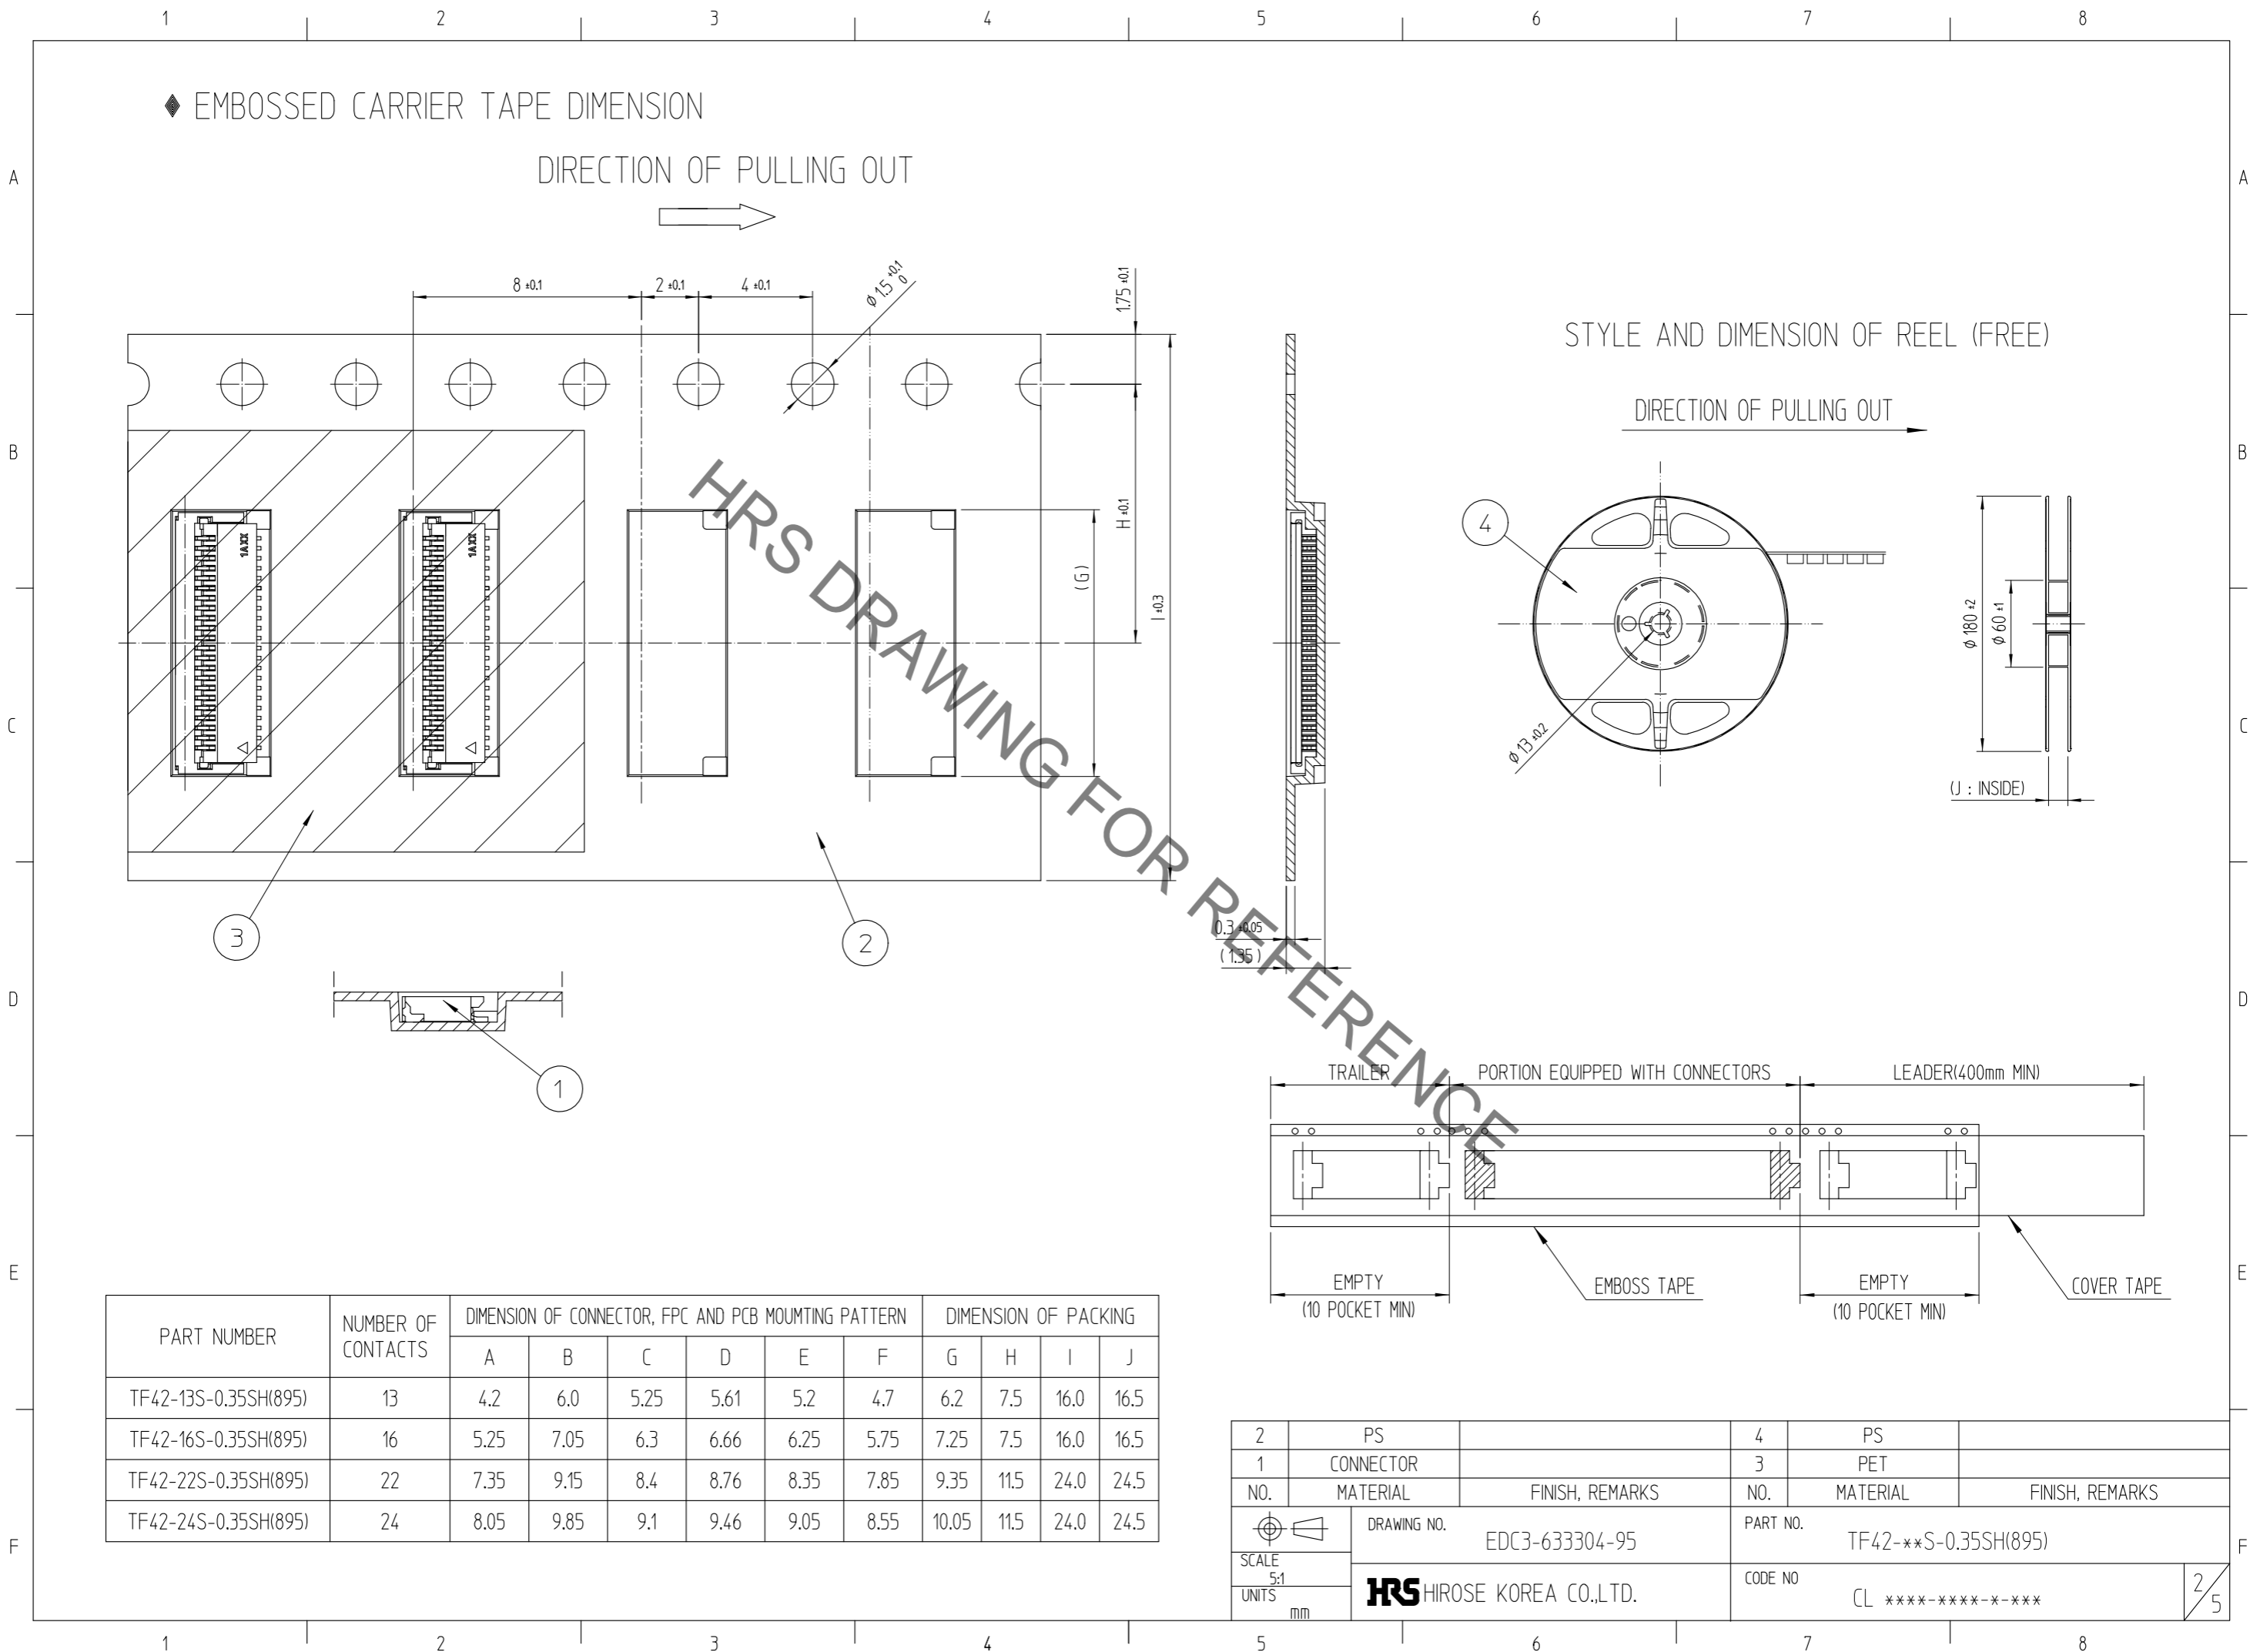 1 2 3 4 5 6 7 8
◆ EMBOSSED CARRIER TAPE DIMENSION
DIRECTION OF PULLING OUT
A A
8 ±0.1
2 ±0.1
4 ±0.1
Ø 1.5 +0.1 0
1.75 ±0.1
H ±0.1
(G)
I ±0.3
1AXX
1AXX
B B
C C
D D
E E
F F
3
2
1
0.3 ±0.05
(1.35)
STYLE AND DIMENSION OF REEL (FREE)
DIRECTION OF PULLING OUT
4
Ø 13 ±0.2
Ø 180 ±2
Ø 60 ±1
(J : INSIDE)
HRS DRAWING FOR REFERENCE
TRAILER PORTION EQUIPPED WITH CONNECTORS LEADER(400mm MIN)
EMPTY
(10 POCKET MIN)
EMBOSS TAPE
EMPTY
(10 POCKET MIN)
COVER TAPE
PART NUMBER NUMBER OF CONTACTS DIMENSION OF CONNECTOR, FPC AND PCB MOUMTING PATTERN DIMENSION OF PACKING
A B C D E F G H I J
TF42-13S-0.35SH(895) 13 4.2 6.0 5.25 5.61 5.2 4.7 6.2 7.5 16.0 16.5
TF42-16S-0.35SH(895) 16 5.25 7.05 6.3 6.66 6.25 5.75 7.25 7.5 16.0 16.5
TF42-22S-0.35SH(895) 22 7.35 9.15 8.4 8.76 8.35 7.85 9.35 11.5 24.0 24.5
TF42-24S-0.35SH(895) 24 8.05 9.85 9.1 9.46 9.05 8.55 10.05 11.5 24.0 24.5
2 PS 4 PS
1 CONNECTOR 3 PET
NO. MATERIAL FINISH, REMARKS NO. MATERIAL FINISH, REMARKS
DRAWING NO. EDC3-633304-95
PART NO. TF42-**S-0.35SH(895)
SCALE 5:1
UNITS mm
HRS HIROSE KOREA CO.,LTD.
CODE NO CL ****-****-*-***
2/5
1 2 3 4 5 6 7 8